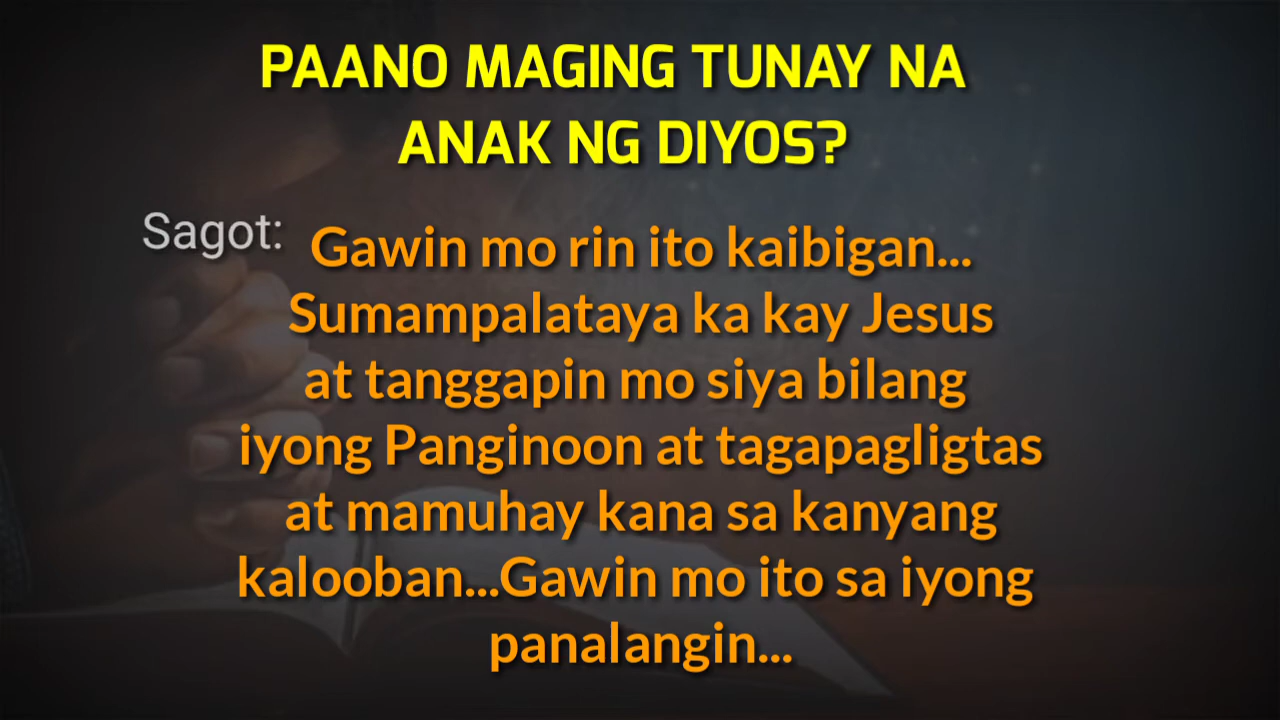 PAANO MAGING TUNAY NA
ANAK NG DIYOS?
Sagot:
Gawin mo rin ito kaibigan...
Sumampalataya ka kay Jesus
at tanggapin mo siya bilang
iyong Panginoon at tagapagligtas
at mamuhay kana sa kanyang
kalooban...Gawin mo ito sa iyong
panalangin...